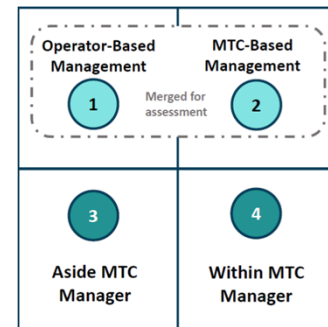 Operator-Based
Management
MTC-Based
Management
1
Merged for
assessment
2
3
4
Aside MTC
Manager
Within MTC
Manager